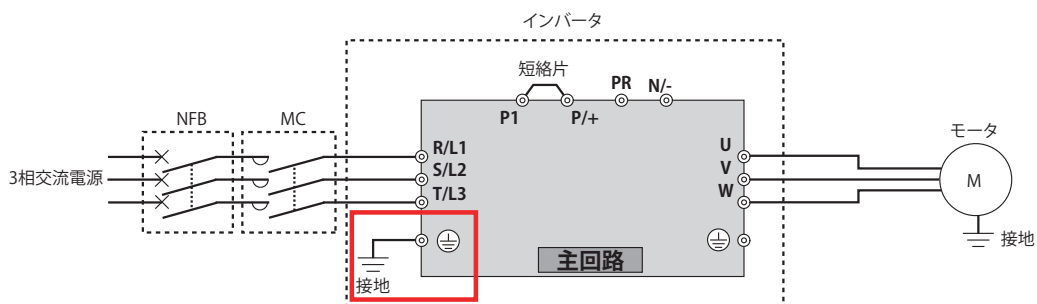 インバータ
短絡片
PR N/-
P1 P/+
NFB MC
モータ
3相交流電源
R/L1
S/L2
T/L3
U
V
W
M
接地
主回路
接地